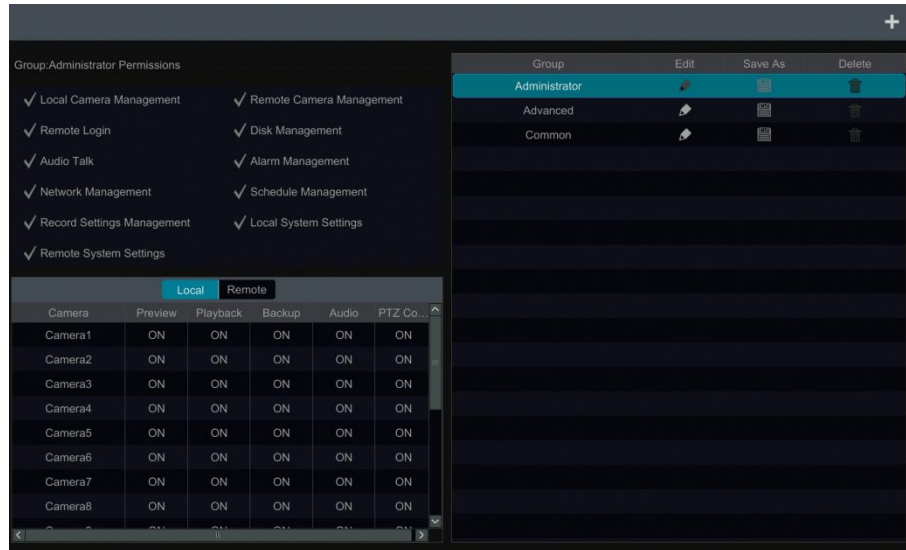 +
Group:Administrator Permissions
Local Camera Management Remote Camera Management
Remote Login Disk Management
Audio Talk Alarm Management
Network Management Schedule Management
Record Settings Management Local System Settings
Remote System Settings
Local Remote
Camera Preview Playback Backup Audio PTZ Co...
Camera1 ON ON ON ON ON
Camera2 ON ON ON ON ON
Camera3 ON ON ON ON ON
Camera4 ON ON ON ON ON
Camera5 ON ON ON ON ON
Camera6 ON ON ON ON ON
Camera7 ON ON ON ON ON
Camera8 ON ON ON ON ON
Group Edit Save As Delete
Administrator
Advanced
Common